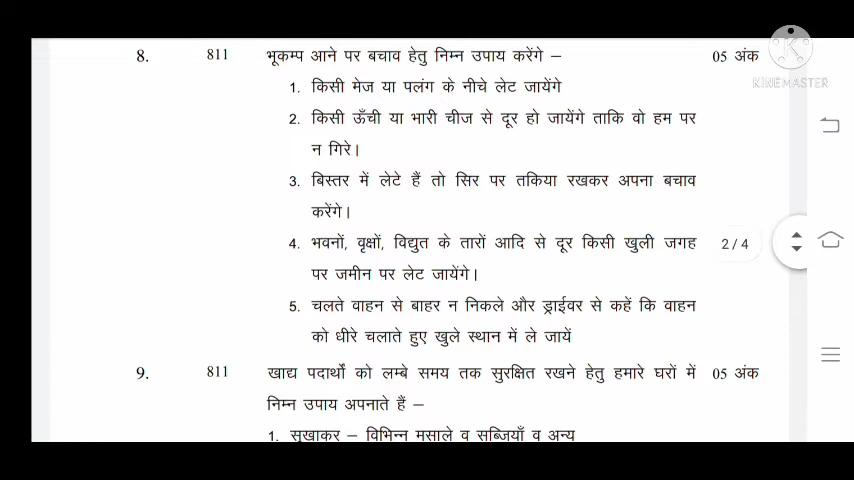 8. 811 भूकम्प आने पर बचाव हेतु निम्न उपाय करेंगे – 05 अंक
1. किसी मेज या पलंग के नीचे लेट जायेंगे
2. किसी ऊँची या भारी चीज से दूर हो जायेंगे ताकि वो हम पर
न गिरे।
3. बिस्तर में लेटे हैं तो सिर पर तकिया रखकर अपना बचाव
करेंगे।
4. भवनों, वृक्षों, विद्युत के तारों आदि से दूर किसी खुली जगह
पर जमीन पर लेट जायेंगे।
5. चलते वाहन से बाहर न निकले और ड्राईवर से कहें कि वाहन
को धीरे चलाते हुए खुले स्थान में ले जायें
9. 811 खाद्य पदार्थों को लम्बे समय तक सुरक्षित रखने हेतु हमारे घरों में 05 अंक
निम्न उपाय अपनाते हैं –
1. सूखाकर – विभिन्न मसाले व सब्जियाँ व अन्य
K
KINEMASTER
2/4